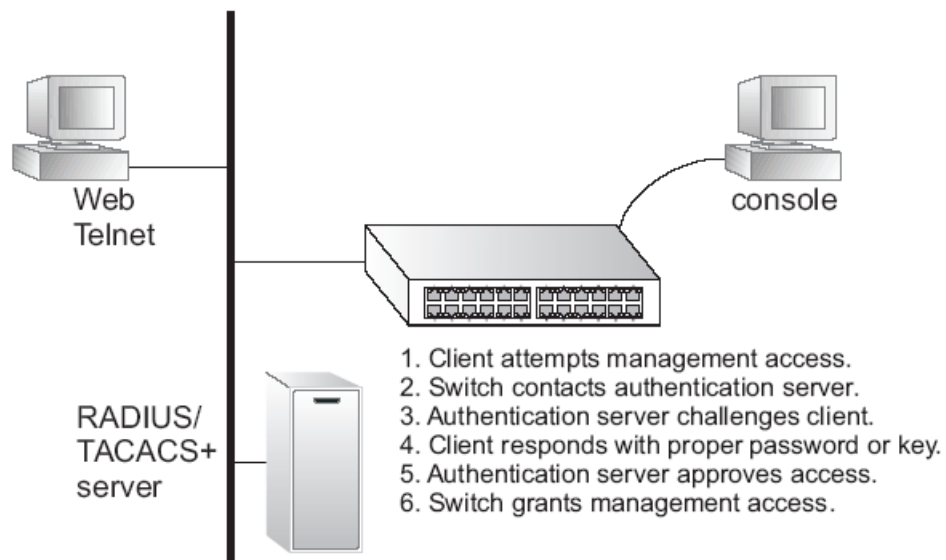 Web
Telnet
console
1. Client attempts management access.
2. Switch contacts authentication server.
3. Authentication server challenges client.
4. Client responds with proper password or key.
5. Authentication server approves access.
6. Switch grants management access.
RADIUS/
TACACS+
server